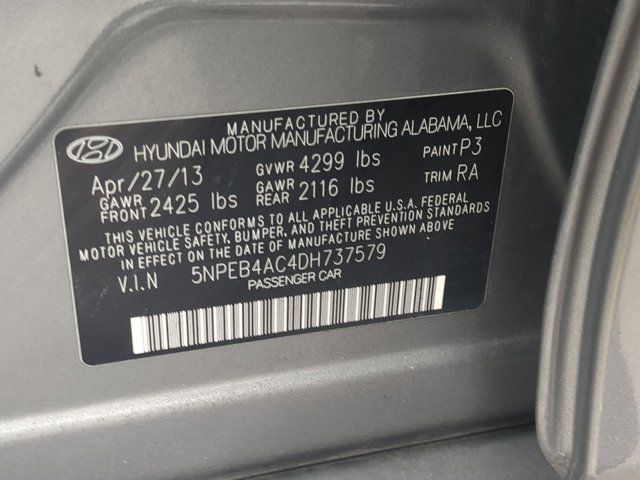 MANUFACTURED BY
HYUNDAI MOTOR MANUFACTURING ALABAMA, LLC
Apr/27/13 GVWR 4299 lbs PAINT P3
GAWR FRONT 2425 lbs GAWR REAR 2116 lbs TRIM RA
THIS VEHICLE CONFORMS TO ALL APPLICABLE U.S.A. FEDERAL
MOTOR VEHICLE SAFETY, BUMPER, AND THEFT PREVENTION STANDARDS
IN EFFECT ON THE DATE OF MANUFACTURE SHOWN ABOVE.
V.I.N 5NPEB4AC4DH737579
PASSENGER CAR